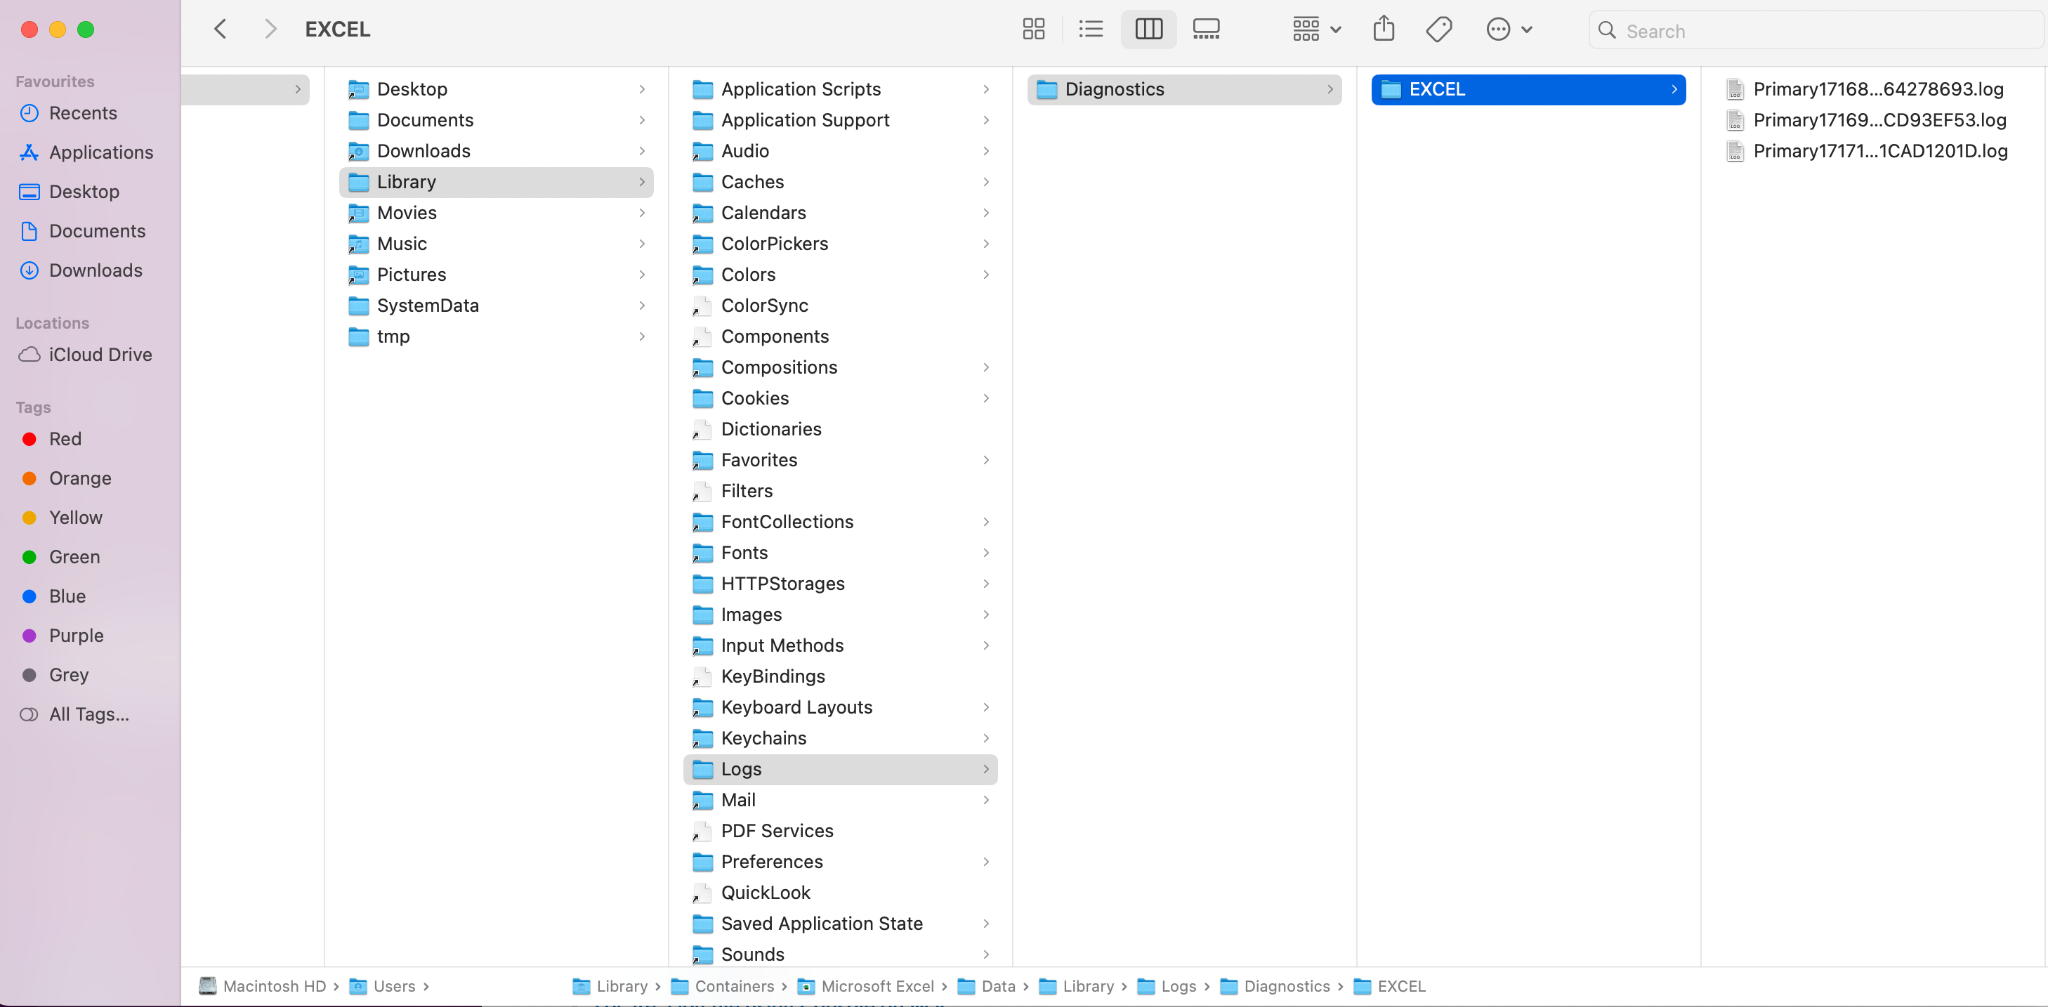 EXCEL
Search
Favourites
Recents
Applications
Desktop
Documents
Downloads
Locations
iCloud Drive
Tags
Red
Orange
Yellow
Green
Blue
Purple
Grey
All Tags...
Desktop
Documents
Downloads
Library
Movies
Music
Pictures
SystemData
tmp
Application Scripts
Application Support
Audio
Caches
Calendars
ColorPickers
Colors
ColorSync
Components
Compositions
Cookies
Dictionaries
Favorites
Filters
FontCollections
Fonts
HTTPStorages
Images
Input Methods
KeyBindings
Keyboard Layouts
Keychains
Logs
Mail
PDF Services
Preferences
QuickLook
Saved Application State
Sounds
Diagnostics
EXCEL
Primary17168...64278693.log
Primary17169...CD93EF53.log
Primary17171...1CAD1201D.log
Macintosh HD › Users › Library › Containers › Microsoft Excel › Data › Library › Logs › Diagnostics › EXCEL